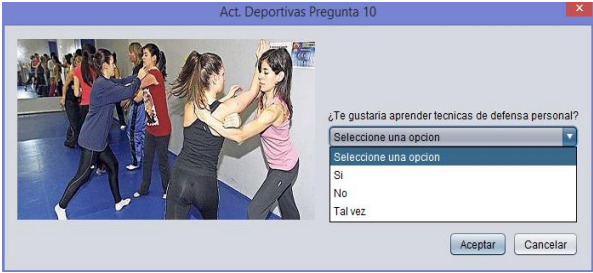 Act. Deportivas Pregunta 10
¿Te gustaria aprender tecnicas de defensa personal?
Seleccione una opcion
Seleccione una opcion
Si
No
Tal vez
Aceptar
Cancelar